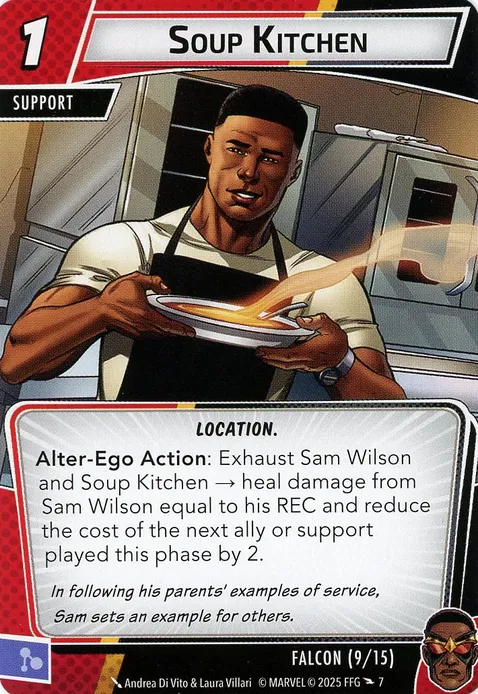 1
SOUP KITCHEN
SUPPORT
LOCATION.
Alter-Ego Action: Exhaust Sam Wilson
and Soup Kitchen → heal damage from
Sam Wilson equal to his REC and reduce
the cost of the next ally or support
played this phase by 2.
In following his parents' examples of service,
Sam sets an example for others.
FALCON (9/15)
Andrea Di Vito & Laura Villari © MARVEL © 2025 FFG 7